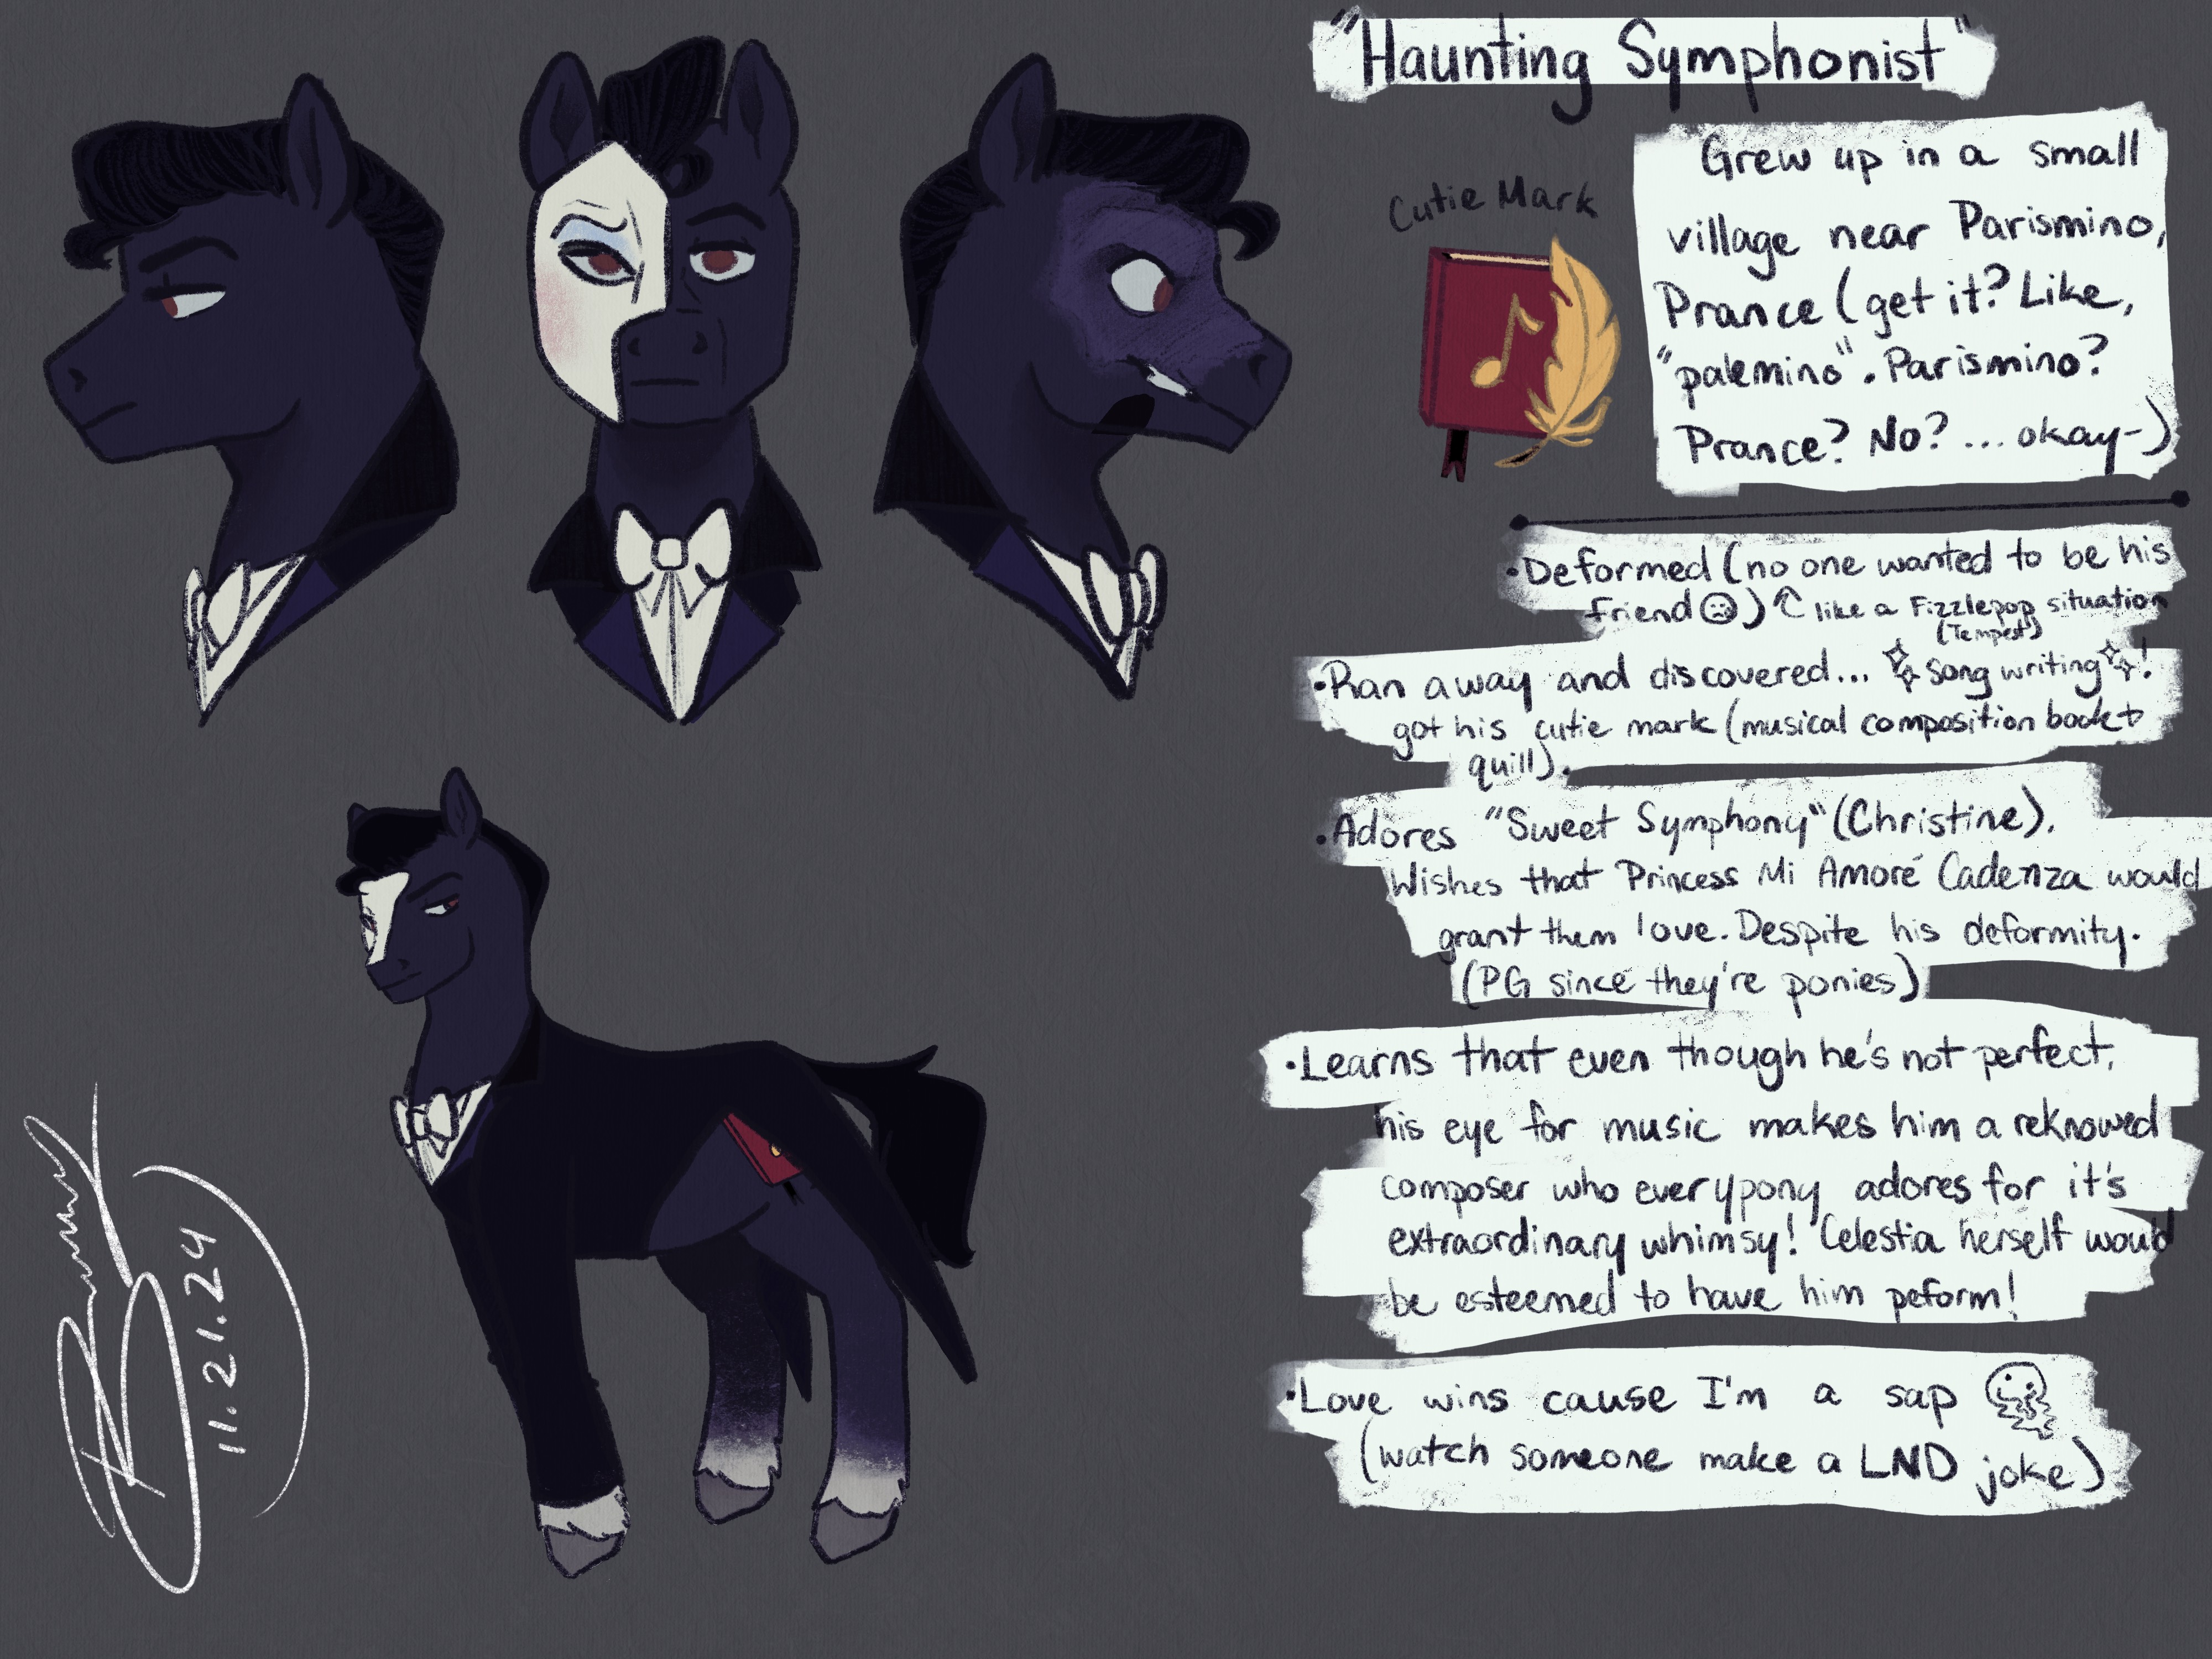 "Haunting Symphonist"
Cutie Mark
Grew up in a small
village near Parismino,
Prance (get it? Like,
"palemino". Parismino?
Prance? No? ... okay-)
•Deformed (no one wanted to be his
friend ☹) ↖ like a Fizzlepop situation
(Tempest)
•Ran away and discovered... ✨song writing✨!
got his cutie mark (musical composition book +
quill).
•Adores "Sweet Symphony" (Christine).
Wishes that Princess Mi Amoré Cadenza would
grant them love. Despite his deformity.
(PG since they're ponies)
•Learns that even though he's not perfect,
his eye for music makes him a reknowed
composer who everypony adores for it's
extraordinary whimsy! Celestia herself would
be esteemed to have him peform!
•Love wins cause I'm a sap
(watch someone make a LND joke)
11.21.24